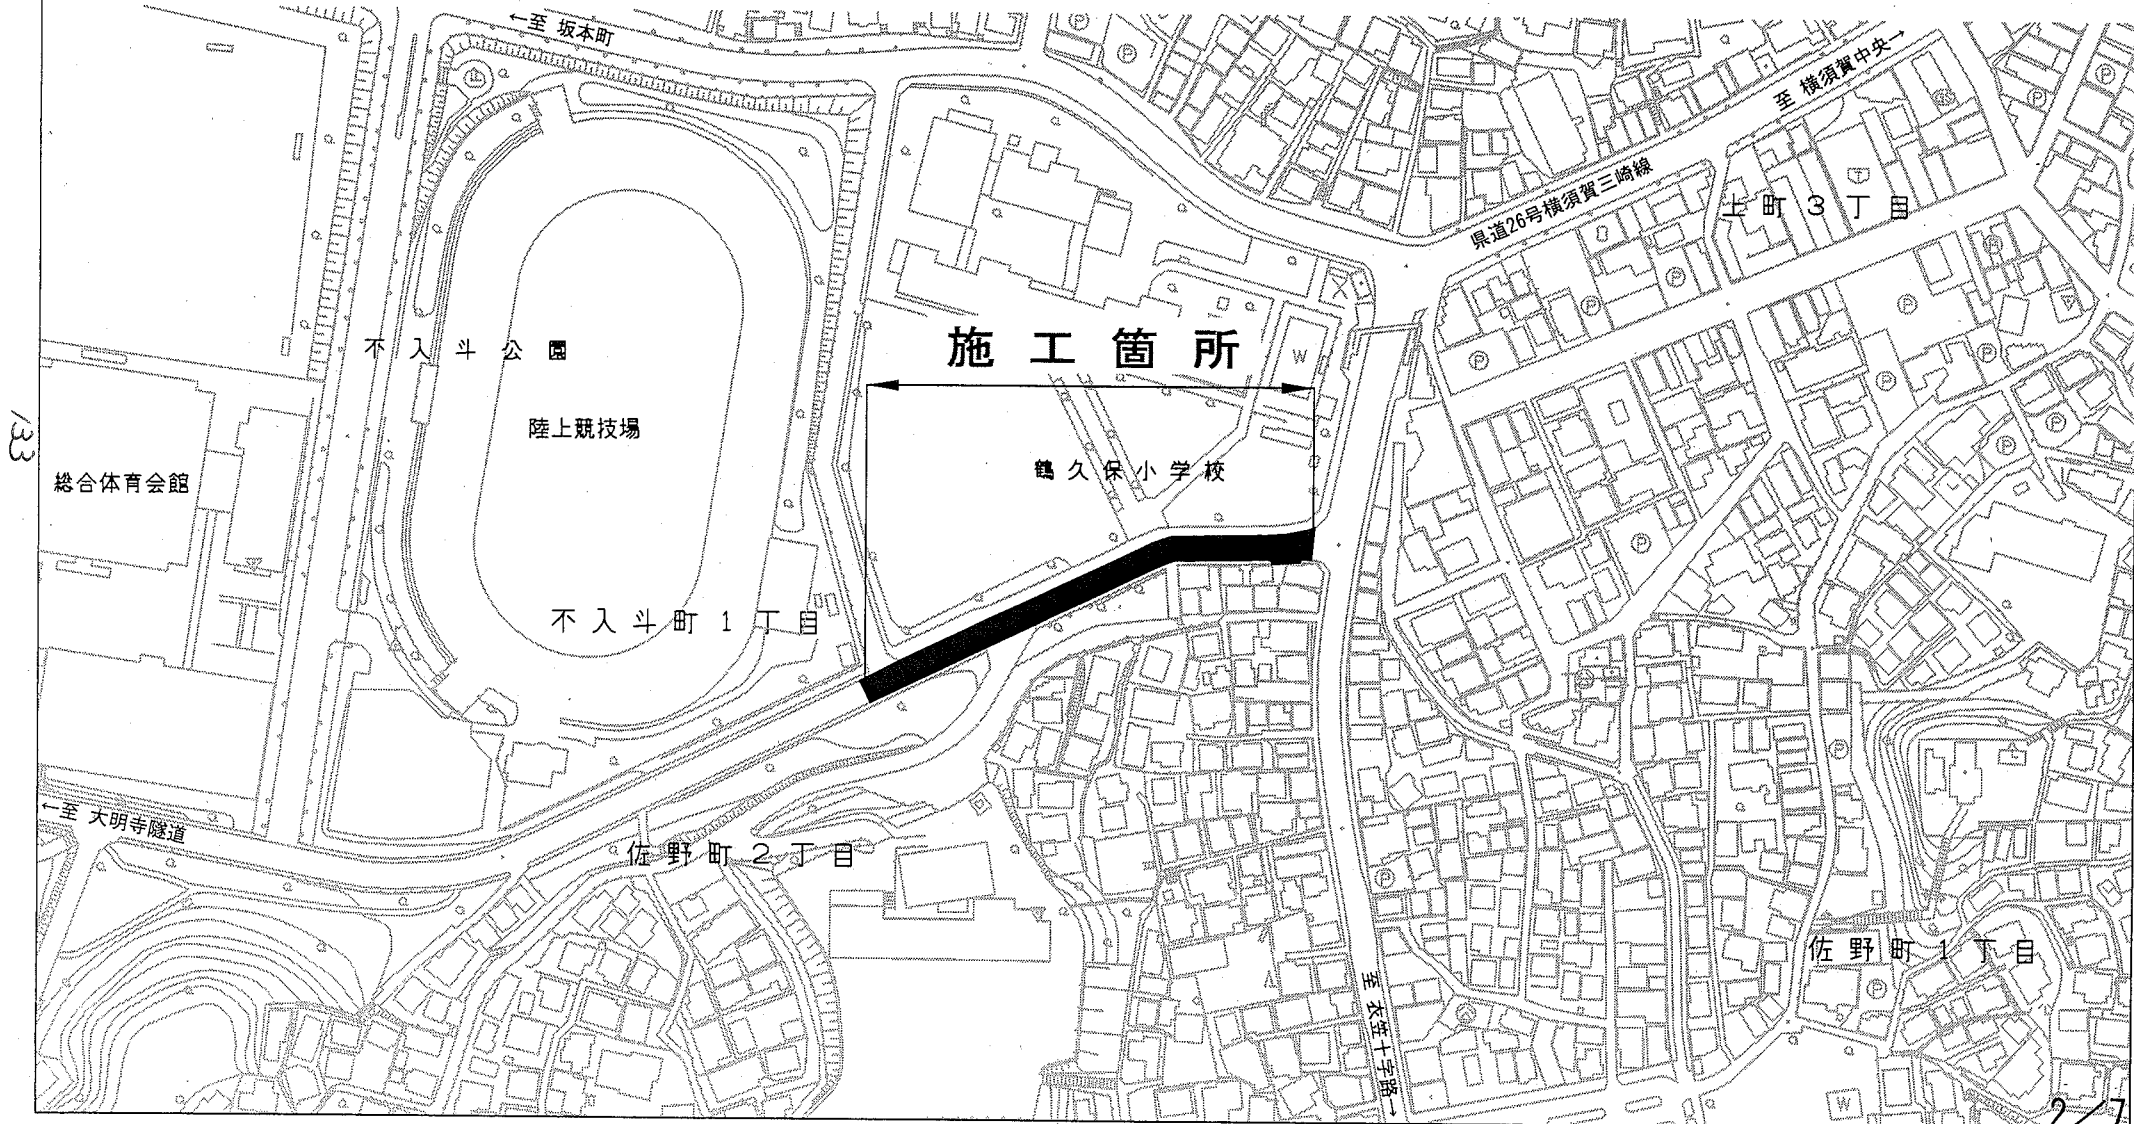 ←至 坂本町
至 横須賀中央→
県道26号横須賀三崎線
上町3丁目
施工箇所
不入斗公園
陸上競技場
鶴久保小学校
総合体育会館
133
不入斗町1丁目
←至 大明寺隧道
佐野町2丁目
佐野町1丁目
至 衣笠十字路→
W
W
2/7